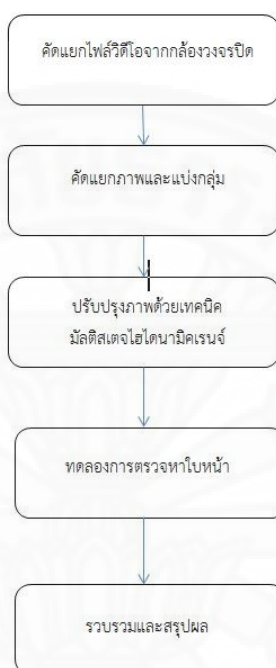 คัดแยกไฟล์วิดีโอจากกล้องวงจรปิด
คัดแยกภาพและแบ่งกลุ่ม
ปรับปรุงภาพด้วยเทคนิค
มัลติสเตจไฮไดนามิคเรนจ์
ทดลองการตรวจหาใบหน้า
รวบรวมและสรุปผล